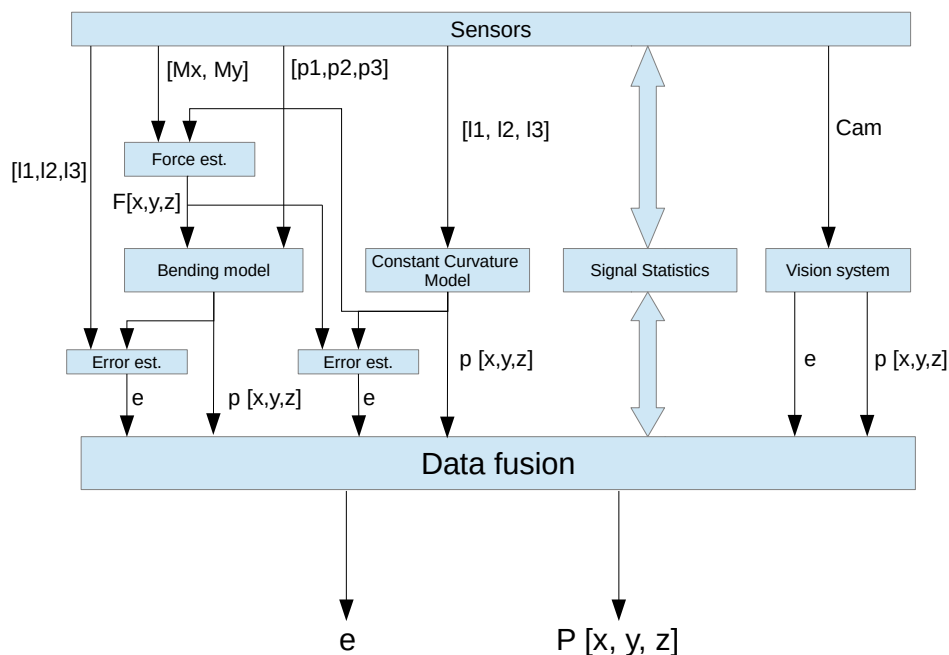 Sensors
[Mx, My]
[p1,p2,p3]
[l1, l2, l3]
Cam
[l1,l2,l3]
Force est.
F[x,y,z]
Bending model
Constant Curvature
Model
Signal Statistics
Vision system
Error est.
Error est.
p [x,y,z]
e
p [x,y,z]
e
p [x,y,z]
e
Data fusion
e
P [x, y, z]